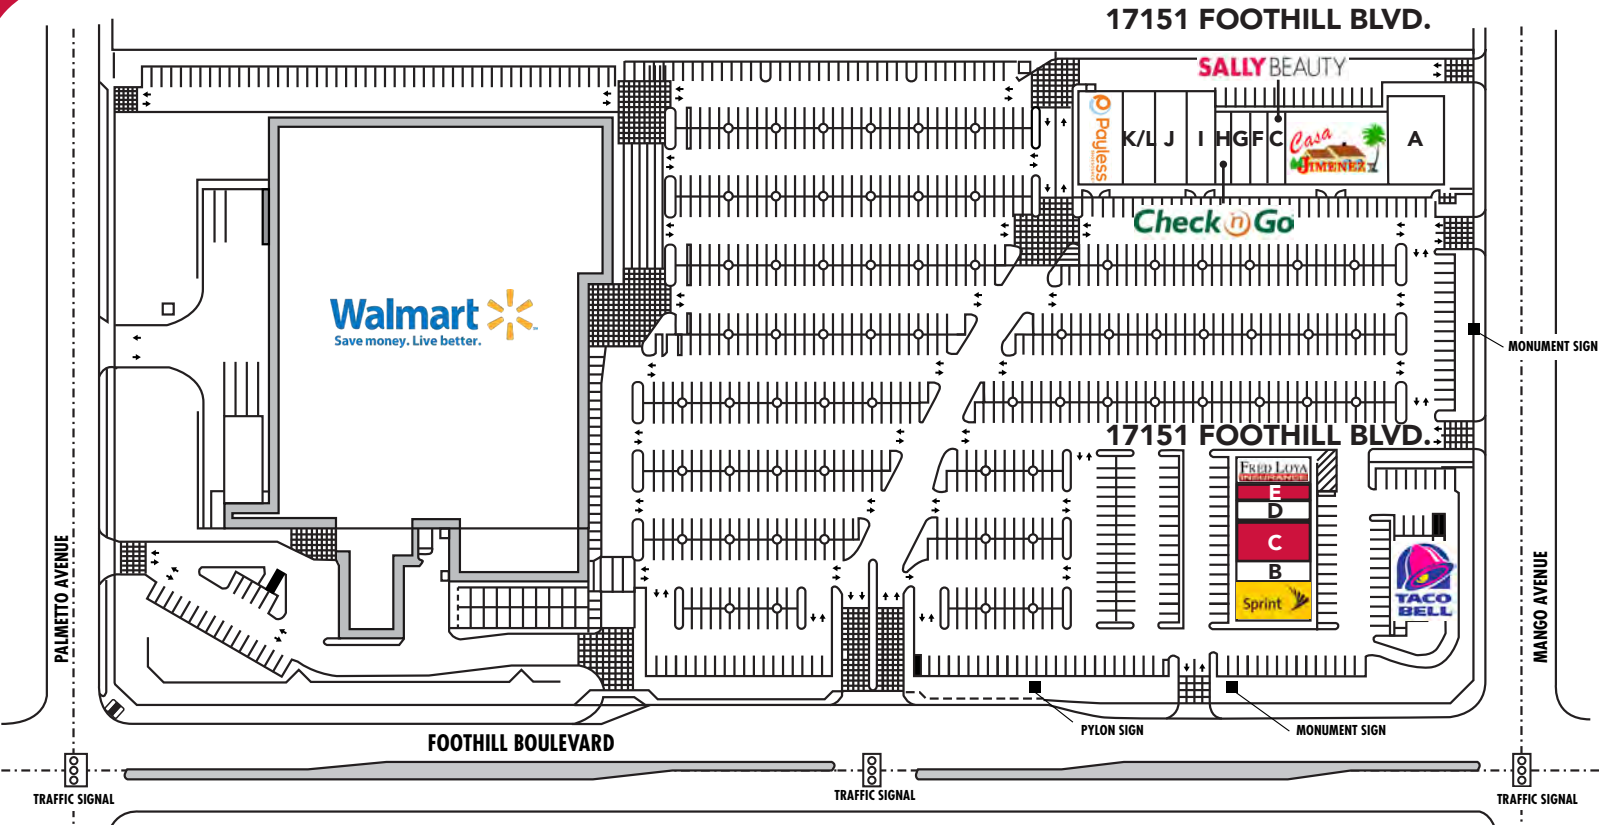 17151 FOOTHILL BLVD.
SALLY BEAUTY
Payless
K/L J I H G F C
Casa
JIMENEZ
A
Check n Go
Walmart
Save money. Live better.
MONUMENT SIGN
17151 FOOTHILL BLVD.
FRED LOYA
INSURANCE
E
D
C
B
Sprint
TACO
BELL
PALMETTO AVENUE
MANGO AVENUE
PYLON SIGN
MONUMENT SIGN
FOOTHILL BOULEVARD
TRAFFIC SIGNAL
TRAFFIC SIGNAL
TRAFFIC SIGNAL